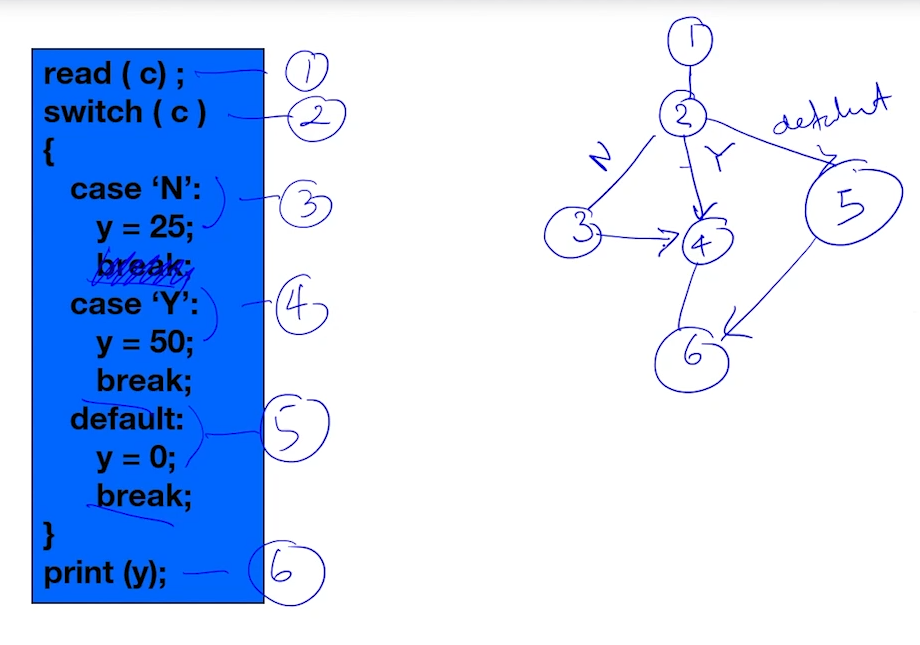 read ( c) ; 1
switch ( c ) 2
{
case ‘N’: 3
y = 25;
break;
case ‘Y’: 4
y = 50;
break;
default: 5
y = 0;
break;
}
print (y); 6
1
2
default
N
Y
3
4
5
6